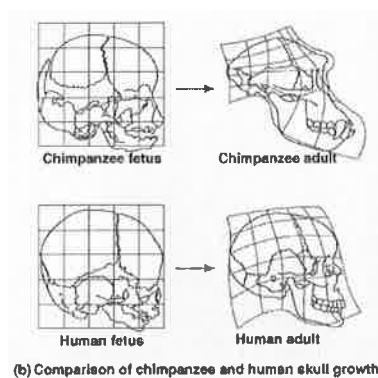 Chimpanzee fetus
Chimpanzee adult
Human fetus
Human adult
(b) Comparison of chimpanzee and human skull growth